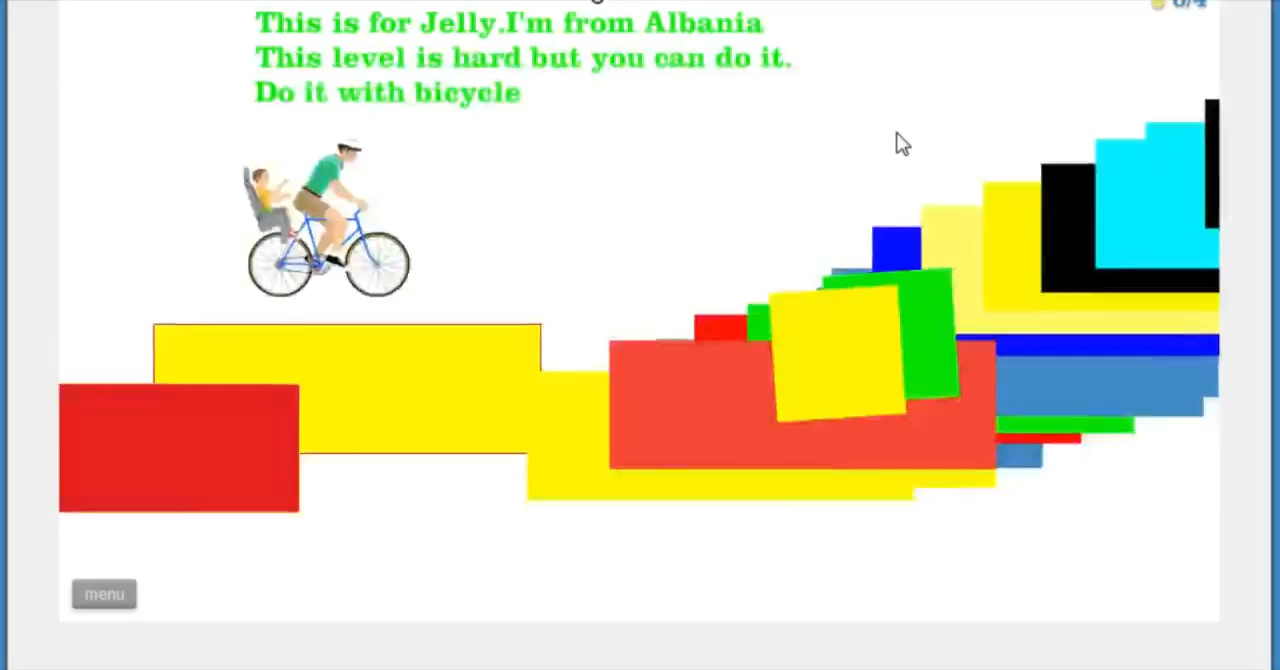 This is for Jelly.I'm from Albania
This level is hard but you can do it.
Do it with bicycle
menu